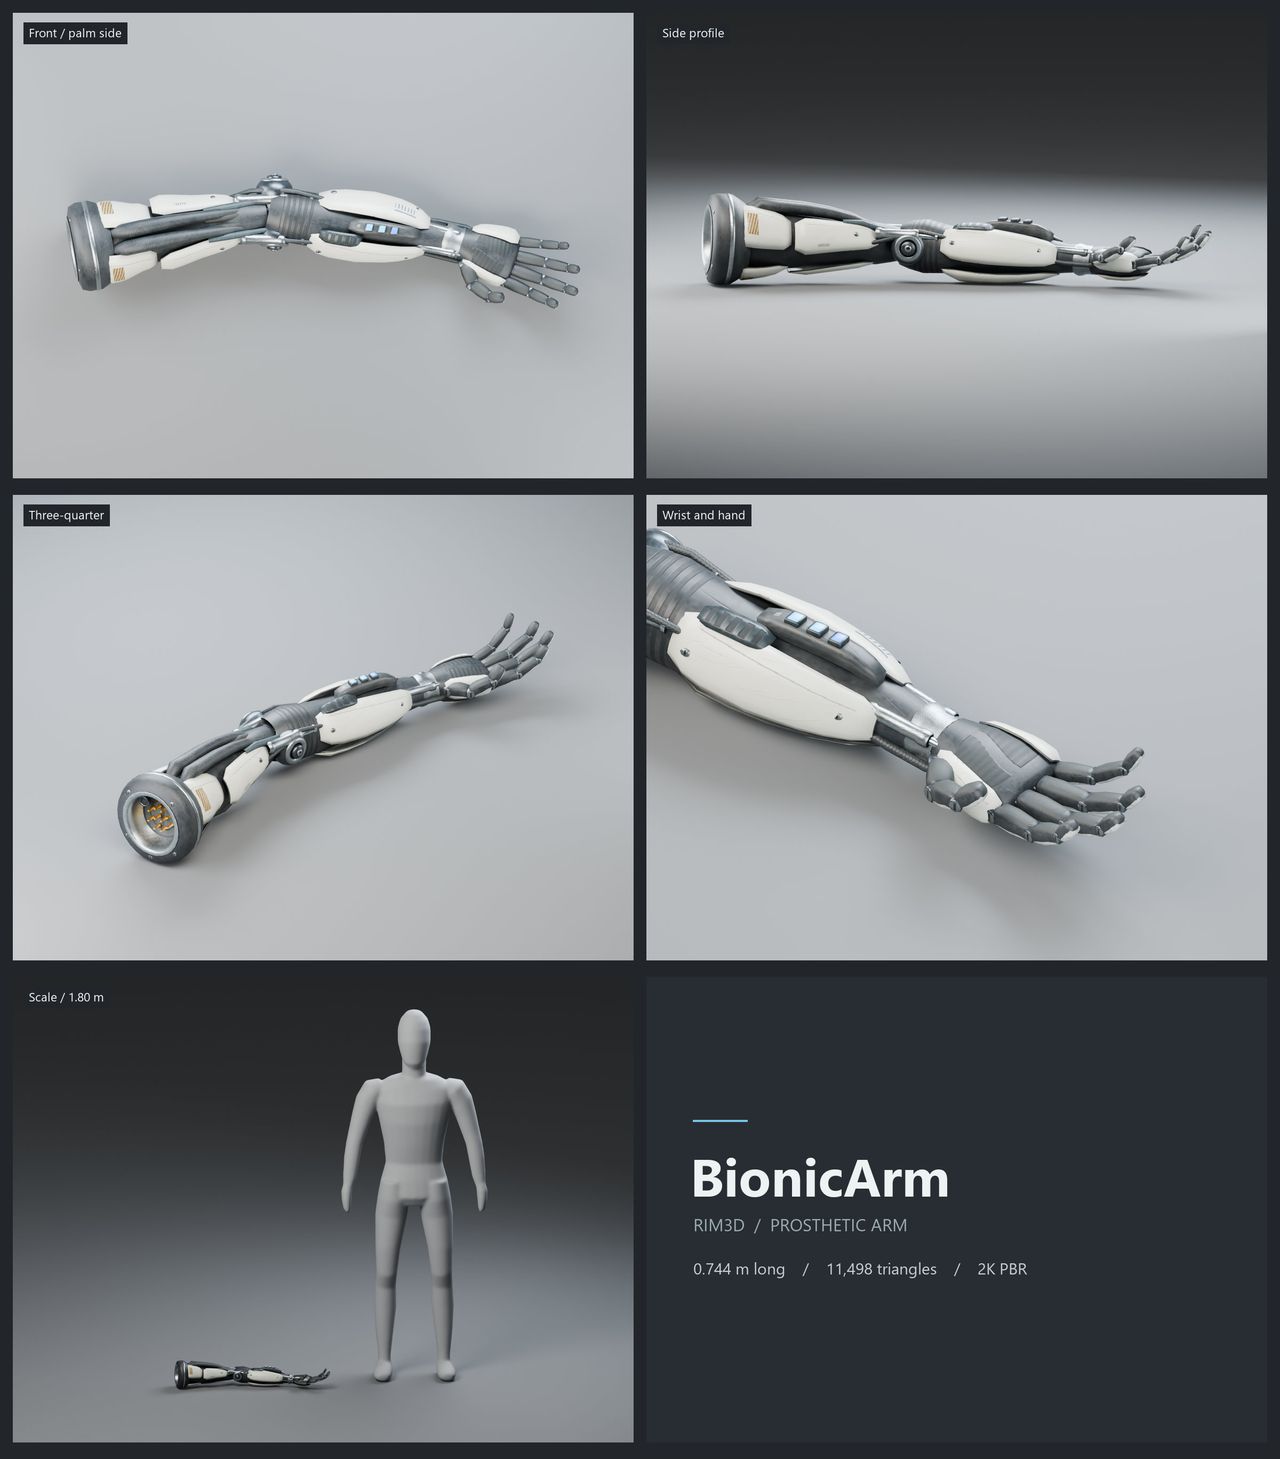 Front / palm side
Side profile
Three-quarter
Wrist and hand
Scale / 1.80 m
BionicArm
RIM3D / PROSTHETIC ARM
0.744 m long / 11,498 triangles / 2K PBR